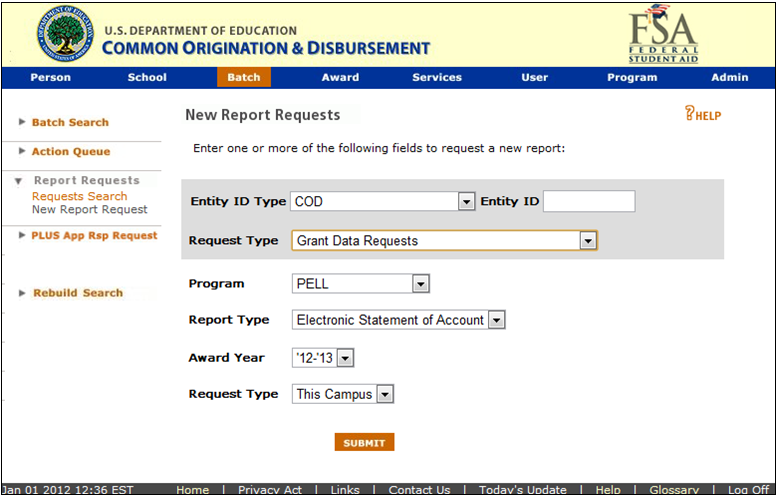 U.S. DEPARTMENT OF EDUCATION
COMMON ORIGINATION & DISBURSEMENT
FSA
FEDERAL
STUDENT AID
Person School Batch Award Services User Program Admin
Batch Search
Action Queue
Report Requests
Requests Search
New Report Request
PLUS App Rsp Request
Rebuild Search
New Report Requests
HELP
Enter one or more of the following fields to request a new report:
Entity ID Type COD Entity ID
Request Type Grant Data Requests
Program PELL
Report Type Electronic Statement of Account
Award Year '12-'13
Request Type This Campus
SUBMIT
Jan 01 2012 12:36 EST Home | Privacy Act | Links | Contact Us | Today's Update | Help | Glossary | Log Off